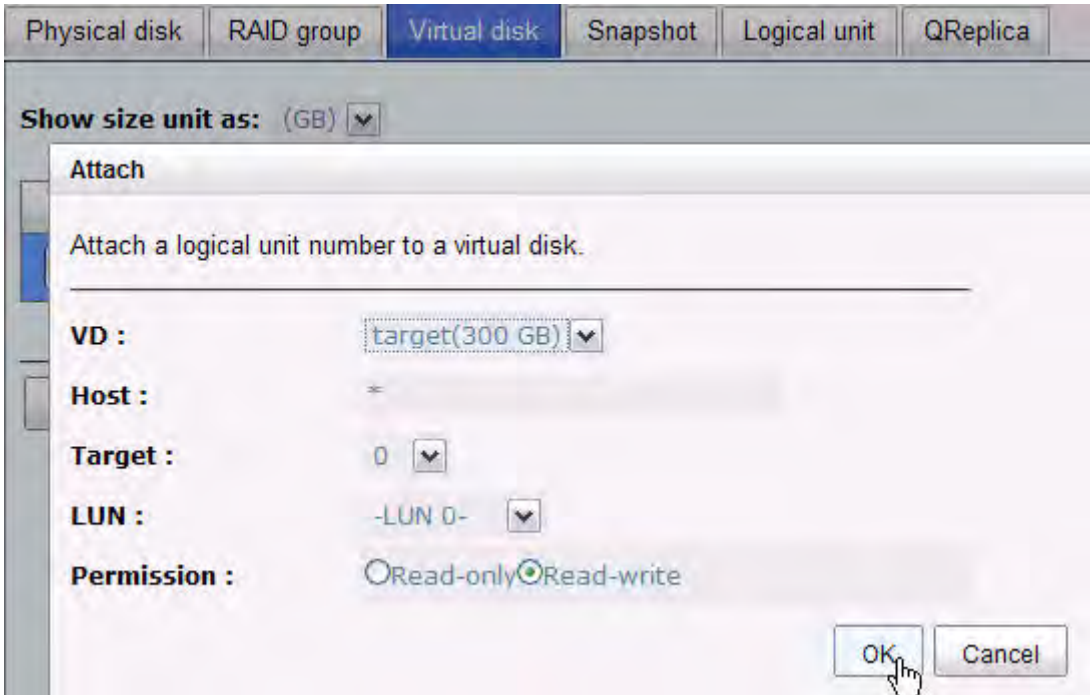 Physical disk RAID group Virtual disk Snapshot Logical unit QReplica
Show size unit as: (GB)
Attach
Attach a logical unit number to a virtual disk.
VD : target(300 GB)
Host : *
Target : 0
LUN : -LUN 0-
Permission : Read-only Read-write
OK Cancel